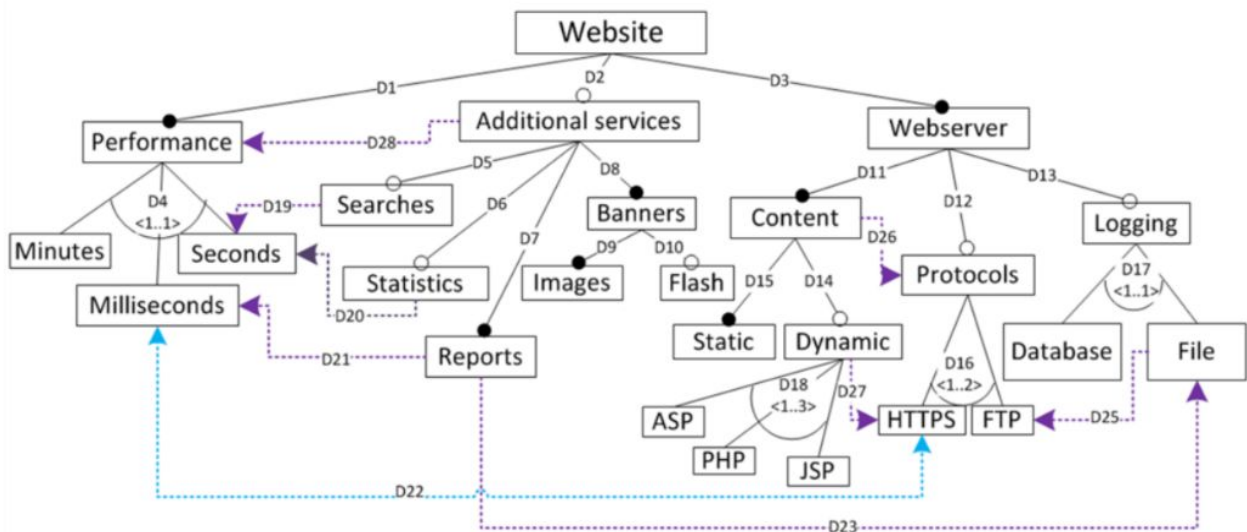 Website
D1
D2
D3
Performance
D28
Additional services
Webserver
D4
<1..1>
D5
D6
D7
D8
D11
D12
D13
Minutes
Seconds
D19
Searches
Banners
Content
D26
Logging
D9
D10
D15
D14
D17
<1..1>
Milliseconds
Statistics
Images
Flash
Protocols
D20
D21
Reports
Static
Dynamic
Database
File
D18
<1..3>
D27
D16
<1..2>
ASP
PHP
JSP
HTTPS
FTP
D25
D22
D23